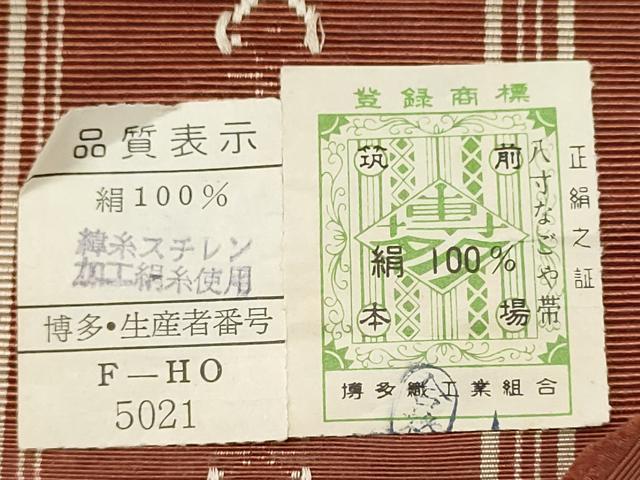 品質表示
絹100%
緯糸スチレン
加工絹糸使用
博多•生産者番号
F—HO
5021
登録商標
筑前
博多
絹 100%
本場
八寸なごや帯
正絹之証
博多織工業組合